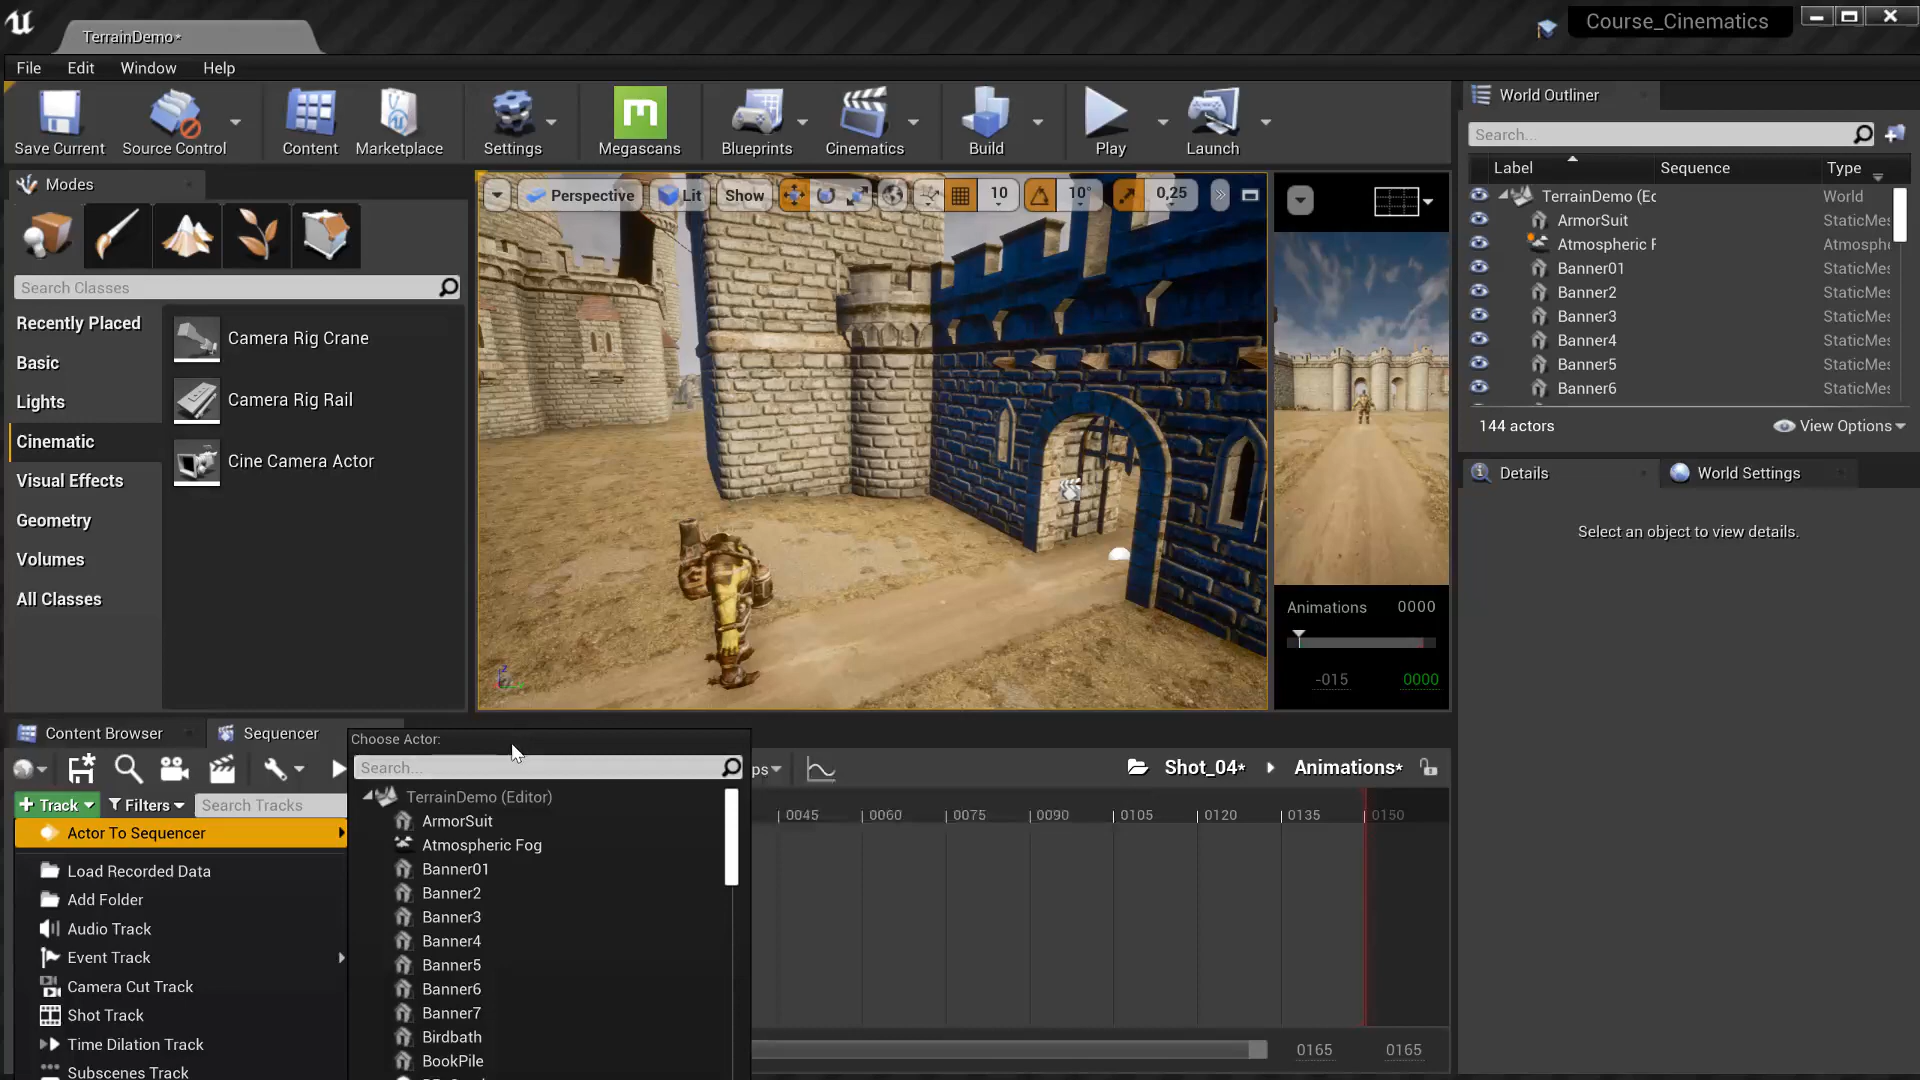 TerrainDemo*
Course_Cinematics
File Edit Window Help
Save Current
Source Control
Content
Marketplace
Settings
Megascans
Blueprints
Cinematics
Build
Play
Launch
Modes
Search Classes
Recently Placed
Basic
Lights
Cinematic
Visual Effects
Geometry
Volumes
All Classes
Camera Rig Crane
Camera Rig Rail
Cine Camera Actor
Perspective
Lit
Show
10
10°
0,25
Animations 0000
-015 0000
World Outliner
Search...
Label Sequence Type
TerrainDemo (Ec World
ArmorSuit StaticMes
Atmospheric F Atmosphe
Banner01 StaticMes
Banner2 StaticMes
Banner3 StaticMes
Banner4 StaticMes
Banner5 StaticMes
Banner6 StaticMes
144 actors
View Options
Details
World Settings
Select an object to view details.
Content Browser
Sequencer
Track
Filters
Search Tracks
Actor To Sequencer
Load Recorded Data
Add Folder
Audio Track
Event Track
Camera Cut Track
Shot Track
Time Dilation Track
Subscenes Track
Choose Actor:
Search...
TerrainDemo (Editor)
ArmorSuit
Atmospheric Fog
Banner01
Banner2
Banner3
Banner4
Banner5
Banner6
Banner7
Birdbath
BookPile
ps
Shot_04*
Animations*
0045 0060 0075 0090 0105 0120 0135 0150
0165 0165